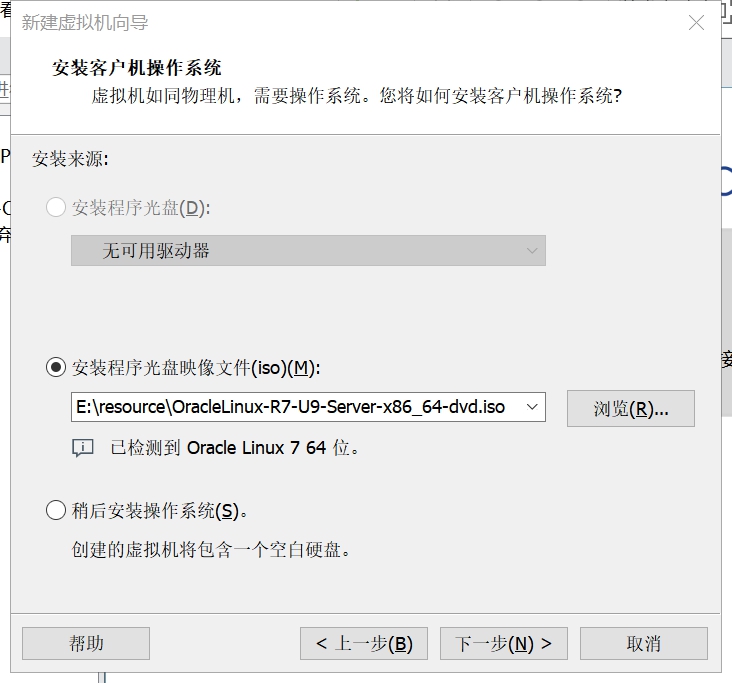 新建虚拟机向导
安装客户机操作系统
虚拟机如同物理机，需要操作系统。您将如何安装客户机操作系统?
安装来源:
安装程序光盘(D):
无可用驱动器
安装程序光盘映像文件(iso)(M):
E:\resource\OracleLinux-R7-U9-Server-x86_64-dvd.iso
浏览(R)...
已检测到 Oracle Linux 7 64 位。
稍后安装操作系统(S)。
创建的虚拟机将包含一个空白硬盘。
帮助
< 上一步(B)
下一步(N) >
取消